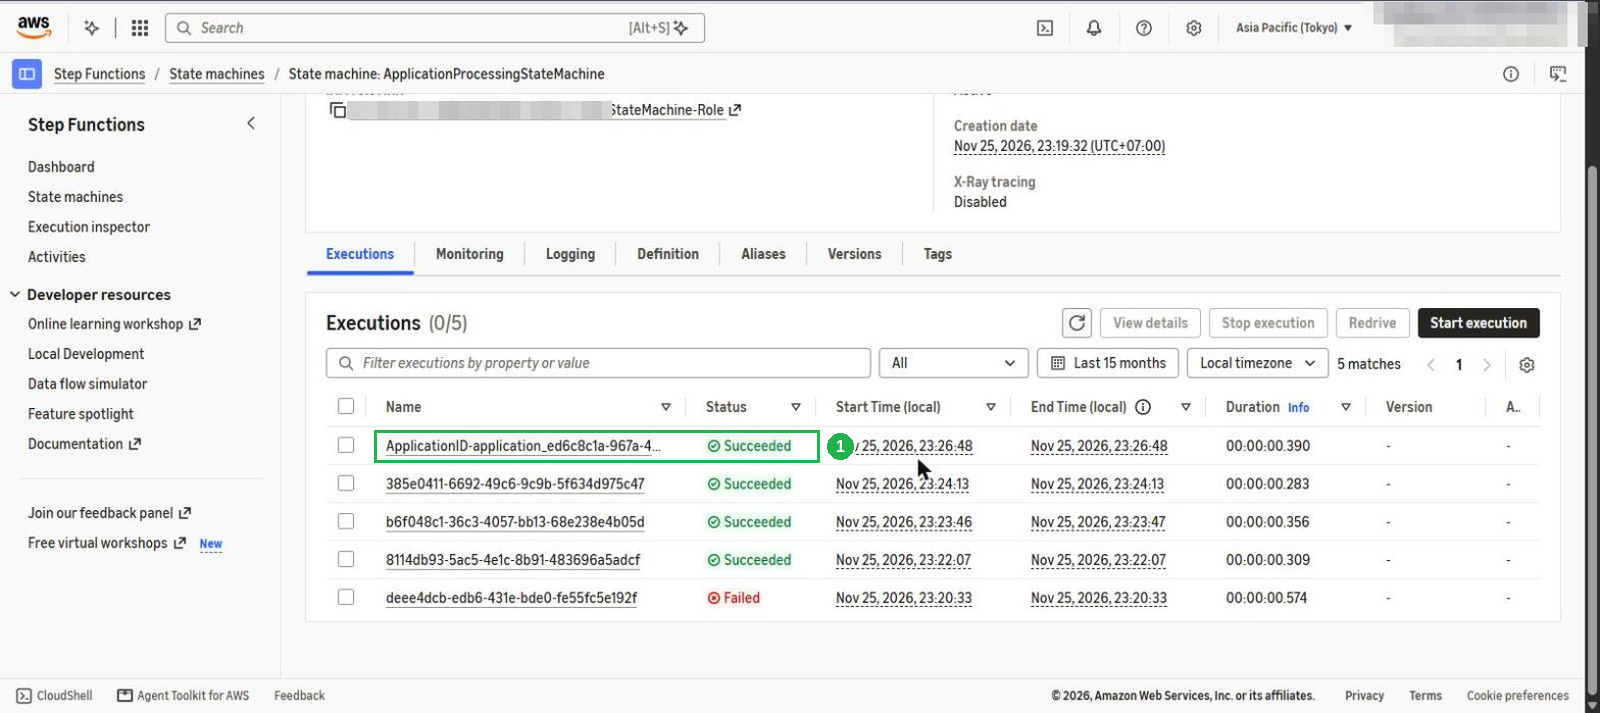 aws
Search [Alt+S]
Asia Pacific (Tokyo)
Step Functions / State machines / State machine: ApplicationProcessingStateMachine
Step Functions
Dashboard
State machines
Execution inspector
Activities
Developer resources
Online learning workshop
Local Development
Data flow simulator
Feature spotlight
Documentation
Join our feedback panel
Free virtual workshops New
StateMachine-Role
Creation date
Nov 25, 2026, 23:19:32 (UTC+07:00)
X-Ray tracing
Disabled
Executions Monitoring Logging Definition Aliases Versions Tags
Executions (0/5) View details Stop execution Redrive Start execution
Filter executions by property or value All Last 15 months Local timezone 5 matches 1
Name Status Start Time (local) End Time (local) Duration Info Version A..
ApplicationID-application_ed6c8c1a-967a-4... Succeeded 1 25, 2026, 23:26:48 Nov 25, 2026, 23:26:48 00:00:00.390 - -
385e0411-6692-49c6-9c9b-5f634d975c47 Succeeded Nov 25, 2026, 23:24:13 Nov 25, 2026, 23:24:13 00:00:00.283 - -
b6f048c1-36c3-4057-bb13-68e238e4b05d Succeeded Nov 25, 2026, 23:23:46 Nov 25, 2026, 23:23:47 00:00:00.356 - -
8114db93-5ac5-4e1c-8b91-483696a5adcf Succeeded Nov 25, 2026, 23:22:07 Nov 25, 2026, 23:22:07 00:00:00.309 - -
deee4dcb-edb6-431e-bde0-fe55fc5e192f Failed Nov 25, 2026, 23:20:33 Nov 25, 2026, 23:20:33 00:00:00.574 - -
CloudShell Agent Toolkit for AWS Feedback © 2026, Amazon Web Services, Inc. or its affiliates. Privacy Terms Cookie preferences